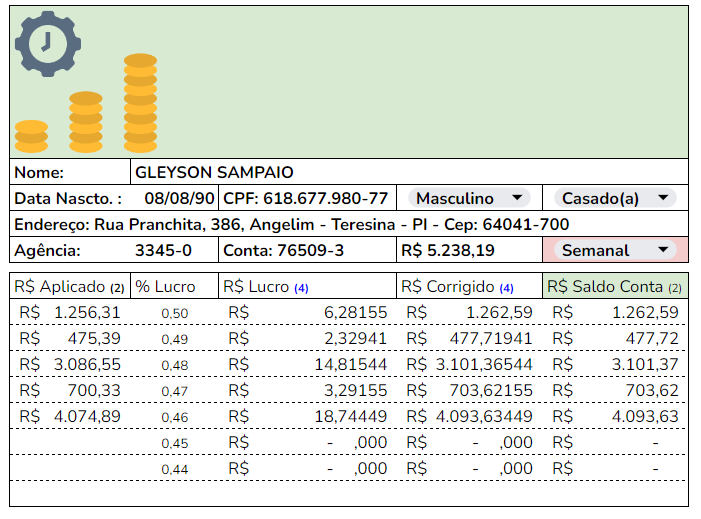 Nome: GLEYSON SAMPAIO
Data Nascto. : 08/08/90 CPF: 618.677.980-77 Masculino Casado(a)
Endereço: Rua Pranchita, 386, Angelim - Teresina - PI - Cep: 64041-700
Agência: 3345-0 Conta: 76509-3 R$ 5.238,19 Semanal
R$ Aplicado (2) % Lucro R$ Lucro (4) R$ Corrigido (4) R$ Saldo Conta (2)
R$ 1.256,31 0,50 R$ 6,28155 R$ 1.262,59 R$ 1.262,59
R$ 475,39 0,49 R$ 2,32941 R$ 477,71941 R$ 477,72
R$ 3.086,55 0,48 R$ 14,81544 R$ 3.101,36544 R$ 3.101,37
R$ 700,33 0,47 R$ 3,29155 R$ 703,62155 R$ 703,62
R$ 4.074,89 0,46 R$ 18,74449 R$ 4.093,63449 R$ 4.093,63
0,45 R$ - ,000 R$ - ,000 R$ -
0,44 R$ - ,000 R$ - ,000 R$ -